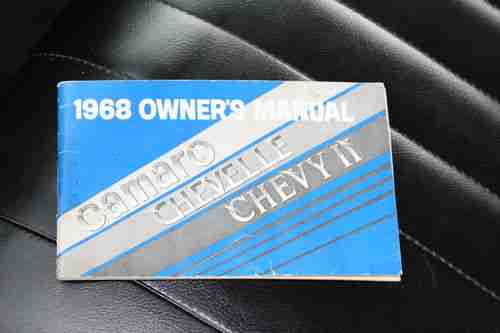 1968 OWNER'S MANUAL
camaro
CHEVELLE
CHEVY II